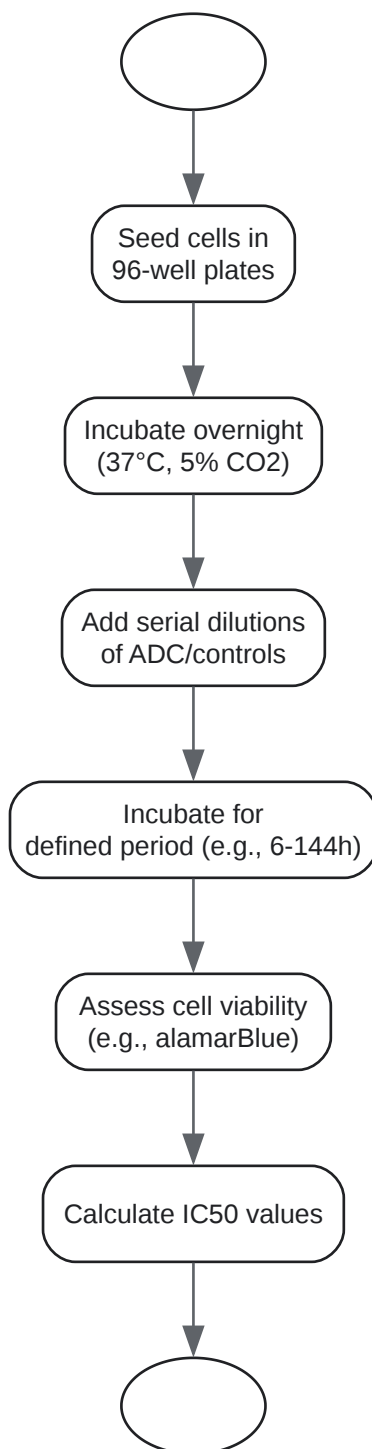 Seed cells in
96-well plates
Incubate overnight
(37°C, 5% CO2)
Add serial dilutions
of ADC/controls
Incubate for
defined period (e.g., 6-144h)
Assess cell viability
(e.g., alamarBlue)
Calculate IC50 values